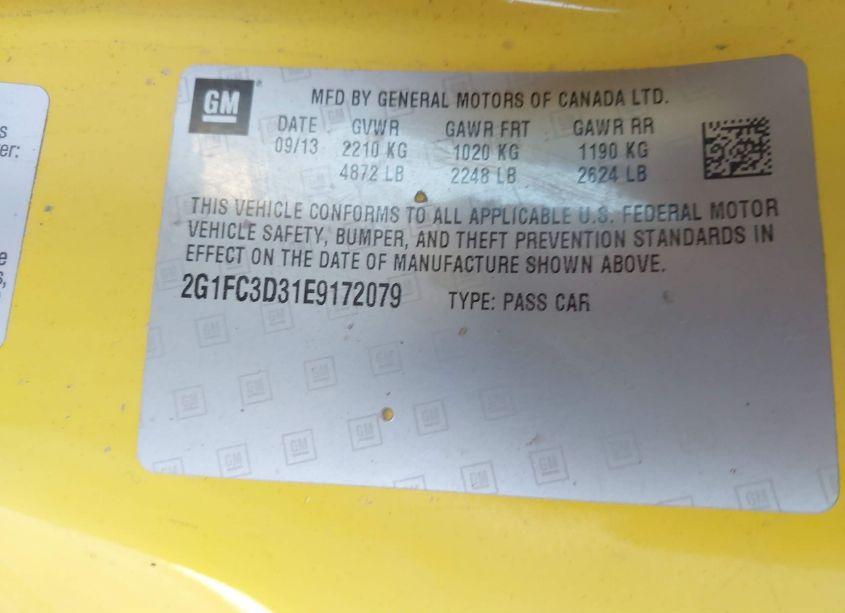 GM
MFD BY GENERAL MOTORS OF CANADA LTD.
DATE GVWR GAWR FRT GAWR RR
09/13 2210 KG 1020 KG 1190 KG
4872 LB 2248 LB 2624 LB
THIS VEHICLE CONFORMS TO ALL APPLICABLE U.S. FEDERAL MOTOR
VEHICLE SAFETY, BUMPER, AND THEFT PREVENTION STANDARDS IN
EFFECT ON THE DATE OF MANUFACTURE SHOWN ABOVE.
2G1FC3D31E9172079 TYPE: PASS CAR